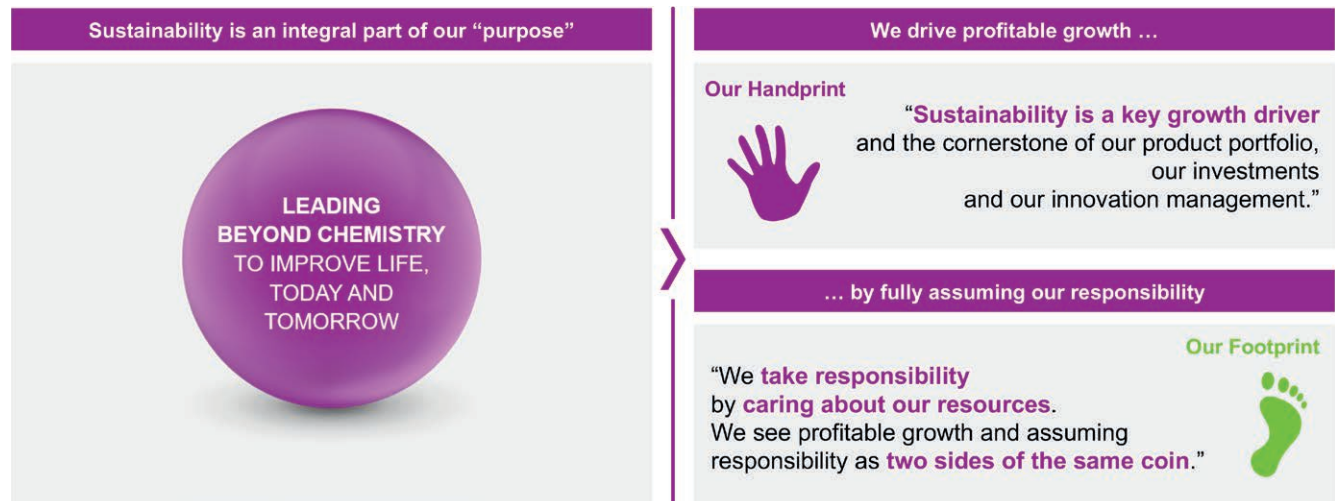 Sustainability is an integral part of our “purpose”
LEADING
BEYOND CHEMISTRY
TO IMPROVE LIFE,
TODAY AND
TOMORROW
We drive profitable growth …
Our Handprint
“Sustainability is a key growth driver
and the cornerstone of our product portfolio,
our investments
and our innovation management.”
… by fully assuming our responsibility
Our Footprint
“We take responsibility
by caring about our resources.
We see profitable growth and assuming
responsibility as two sides of the same coin.”